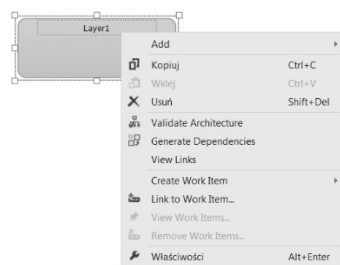 Layer1
Add
Kopiuj Ctrl+C
Wklej Ctrl+V
Usuń Shift+Del
Validate Architecture
Generate Dependencies
View Links
Create Work Item
Link to Work Item...
View Work Items...
Remove Work Items...
Właściwości Alt+Enter